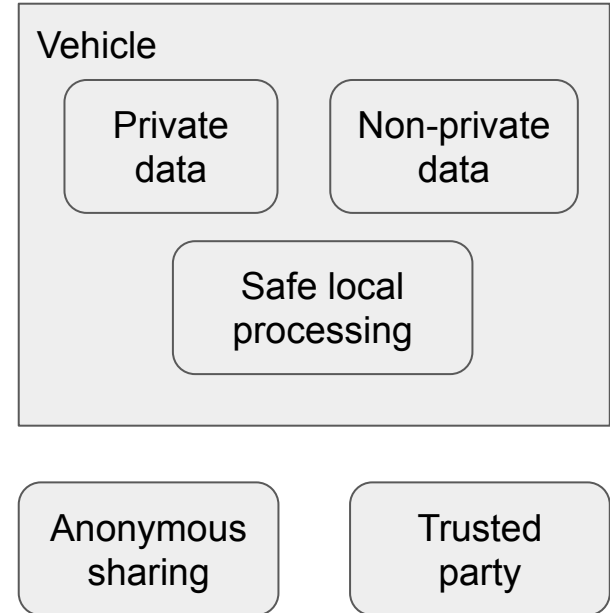 Vehicle
Private
data
Non-private
data
Safe local
processing
Anonymous
sharing
Trusted
party